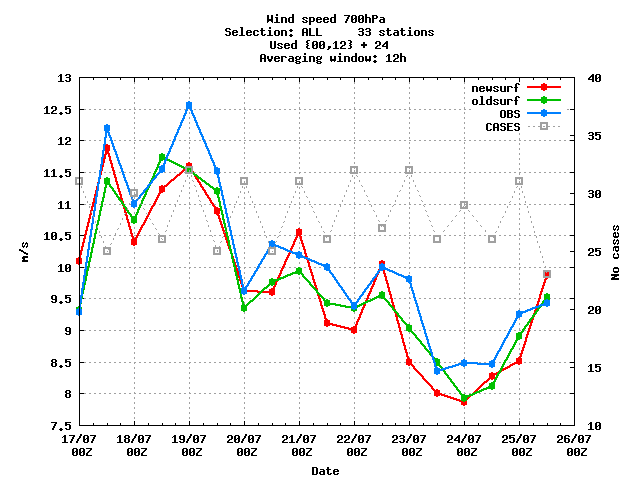 Wind speed 700hPa
Selection: ALL 33 stations
Used {00,12} + 24
Averaging window: 12h
newsurf
oldsurf
OBS
CASES
13
12.5
12
11.5
11
10.5
10
9.5
9
8.5
8
7.5
m/s
40
35
30
25
20
15
10
No cases
17/07 18/07 19/07 20/07 21/07 22/07 23/07 24/07 25/07 26/07
00Z 00Z 00Z 00Z 00Z 00Z 00Z 00Z 00Z 00Z
Date